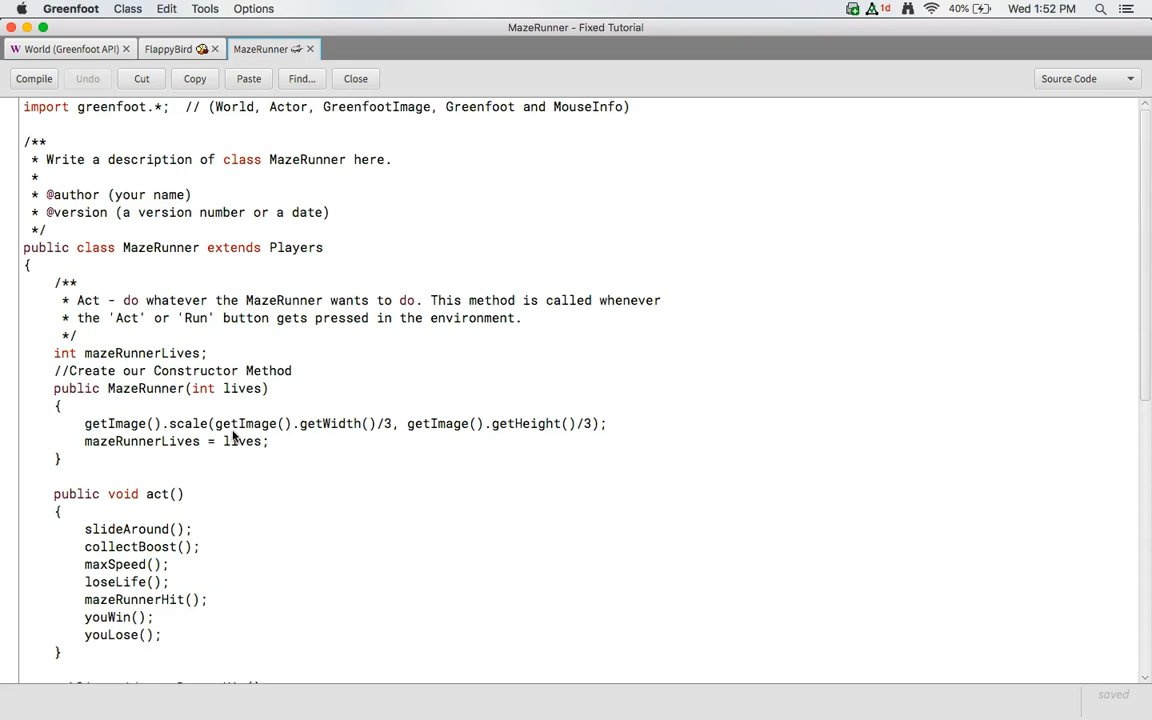 Greenfoot Class Edit Tools Options 1d 40% Wed 1:52 PM
MazeRunner - Fixed Tutorial
W World (Greenfoot API) × FlappyBird × MazeRunner ×
Compile Undo Cut Copy Paste Find... Close Source Code
import greenfoot.*;  // (World, Actor, GreenfootImage, Greenfoot and MouseInfo)
/**
 * Write a description of class MazeRunner here.
 *
 * @author (your name)
 * @version (a version number or a date)
 */
public class MazeRunner extends Players
{
    /**
     * Act - do whatever the MazeRunner wants to do. This method is called whenever
     * the 'Act' or 'Run' button gets pressed in the environment.
     */
    int mazeRunnerLives;
    //Create our Constructor Method
    public MazeRunner(int lives)
    {
        getImage().scale(getImage().getWidth()/3, getImage().getHeight()/3);
        mazeRunnerLives = lives;
    }
    public void act()
    {
        slideAround();
        collectBoost();
        maxSpeed();
        loseLife();
        mazeRunnerHit();
        youWin();
        youLose();
    }
saved